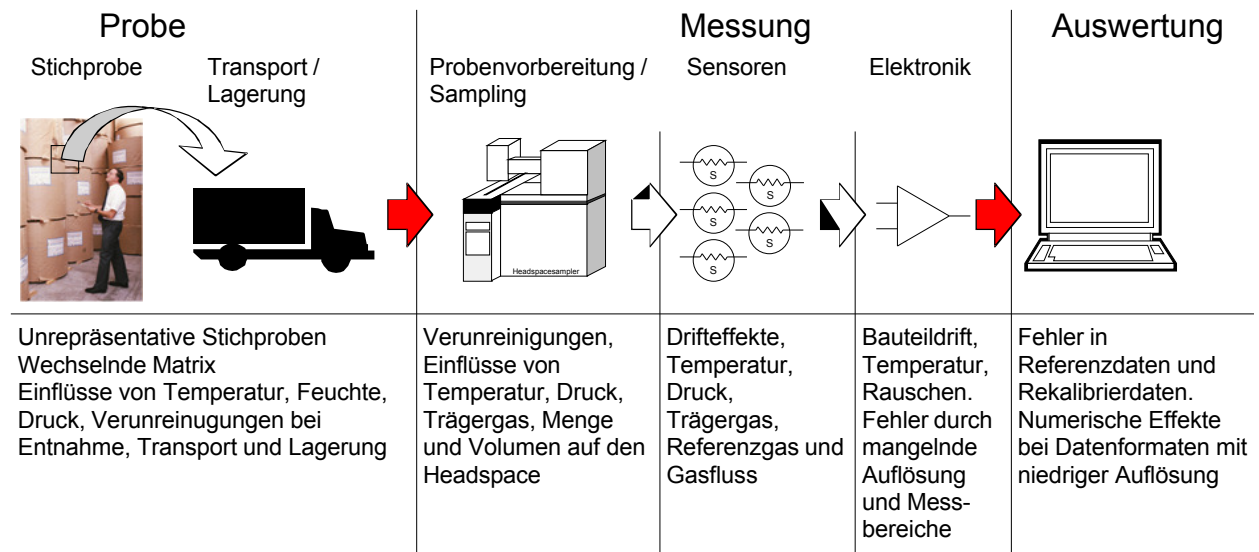 Probe
Messung
Auswertung
Stichprobe
Transport /
Lagerung
Probenvorbereitung /
Sampling
Sensoren
Elektronik
Headspacesampler
S
S
S
S
S
Unrepräsentative Stichproben
Wechselnde Matrix
Einflüsse von Temperatur, Feuchte,
Druck, Verunreinugungen bei
Entnahme, Transport und Lagerung
Verunreinigungen,
Einflüsse von
Temperatur, Druck,
Trägergas, Menge
und Volumen auf den
Headspace
Drifteffekte,
Temperatur,
Druck,
Trägergas,
Referenzgas und
Gasfluss
Bauteildrift,
Temperatur,
Rauschen.
Fehler durch
mangelnde
Auflösung
und Mess-
bereiche
Fehler in
Referenzdaten und
Rekalibrierdaten.
Numerische Effekte
bei Datenformaten mit
niedriger Auflösung